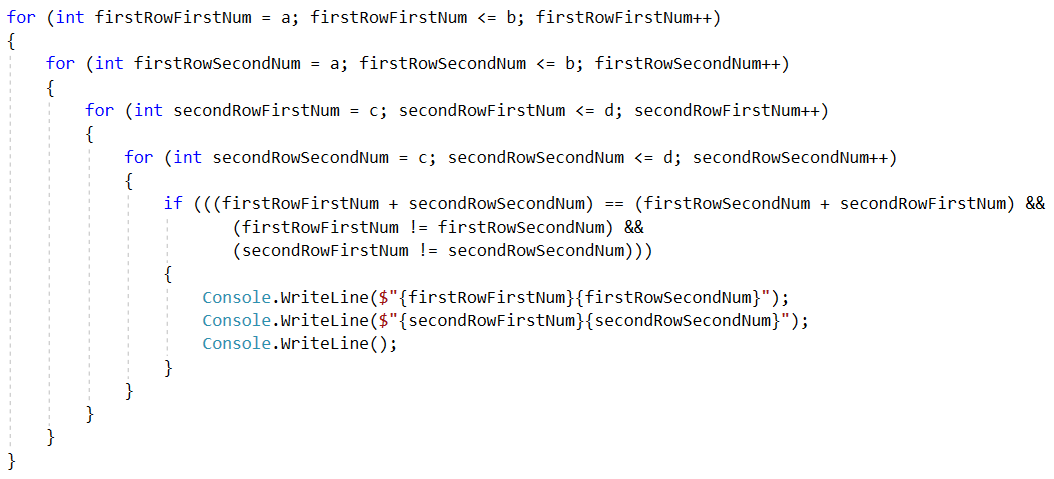 for (int firstRowFirstNum = a; firstRowFirstNum <= b; firstRowFirstNum++)
{
    for (int firstRowSecondNum = a; firstRowSecondNum <= b; firstRowSecondNum++)
    {
        for (int secondRowFirstNum = c; secondRowFirstNum <= d; secondRowFirstNum++)
        {
            for (int secondRowSecondNum = c; secondRowSecondNum <= d; secondRowSecondNum++)
            {
                if (((firstRowFirstNum + secondRowSecondNum) == (firstRowSecondNum + secondRowFirstNum) &&
                       (firstRowFirstNum != firstRowSecondNum) &&
                       (secondRowFirstNum != secondRowSecondNum)))
                {
                    Console.WriteLine($"{firstRowFirstNum}{firstRowSecondNum}");
                    Console.WriteLine($"{secondRowFirstNum}{secondRowSecondNum}");
                    Console.WriteLine();
                }
            }
        }
    }
}